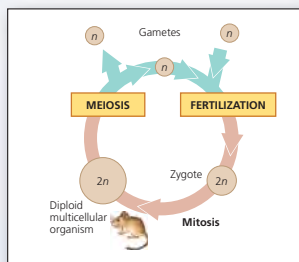 Gametes
n
n
n
MEIOSIS
FERTILIZATION
Zygote
2n
2n
Diploid
multicellular
organism
Mitosis